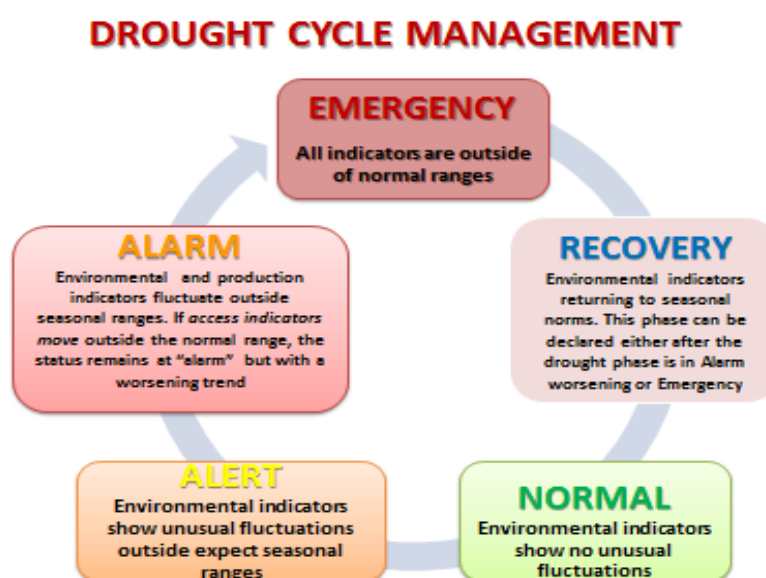 DROUGHT CYCLE MANAGEMENT
EMERGENCY
All indicators are outside
of normal ranges
ALARM
Environmental and production
indicators fluctuate outside
seasonal ranges. If access indicators
move outside the normal range, the
status remains at “alarm” but with a
worsening trend
RECOVERY
Environmental indicators
returning to seasonal
norms. This phase can be
declared either after the
drought phase is in Alarm
worsening or Emergency
ALERT
Environmental indicators
show unusual fluctuations
outside expect seasonal
ranges
NORMAL
Environmental indicators
show no unusual
fluctuations